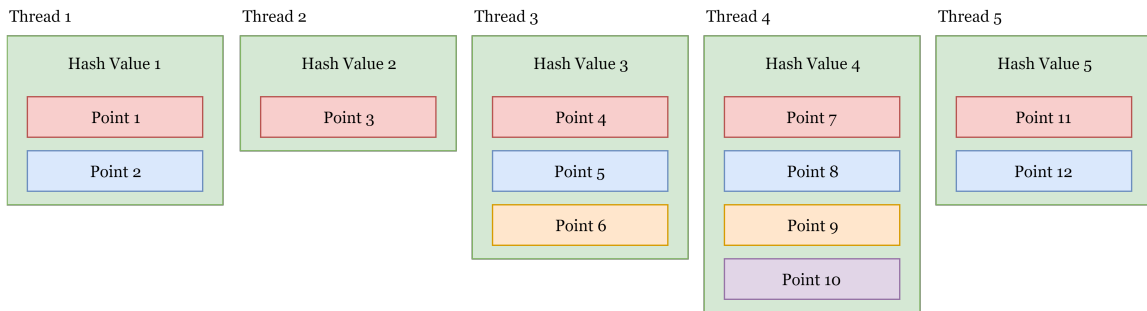 Thread 1
Hash Value 1
Point 1
Point 2
Thread 2
Hash Value 2
Point 3
Thread 3
Hash Value 3
Point 4
Point 5
Point 6
Thread 4
Hash Value 4
Point 7
Point 8
Point 9
Point 10
Thread 5
Hash Value 5
Point 11
Point 12